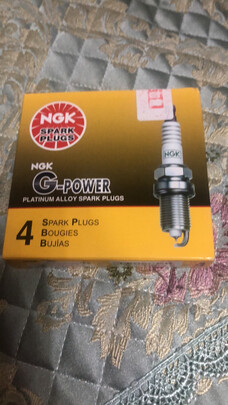 NGK
SPARK
PLUGS
NGK
G-POWER
PLATINUM ALLOY SPARK PLUGS
4
SPARK PLUGS
BOUGIES
BUJÍAS
NGK